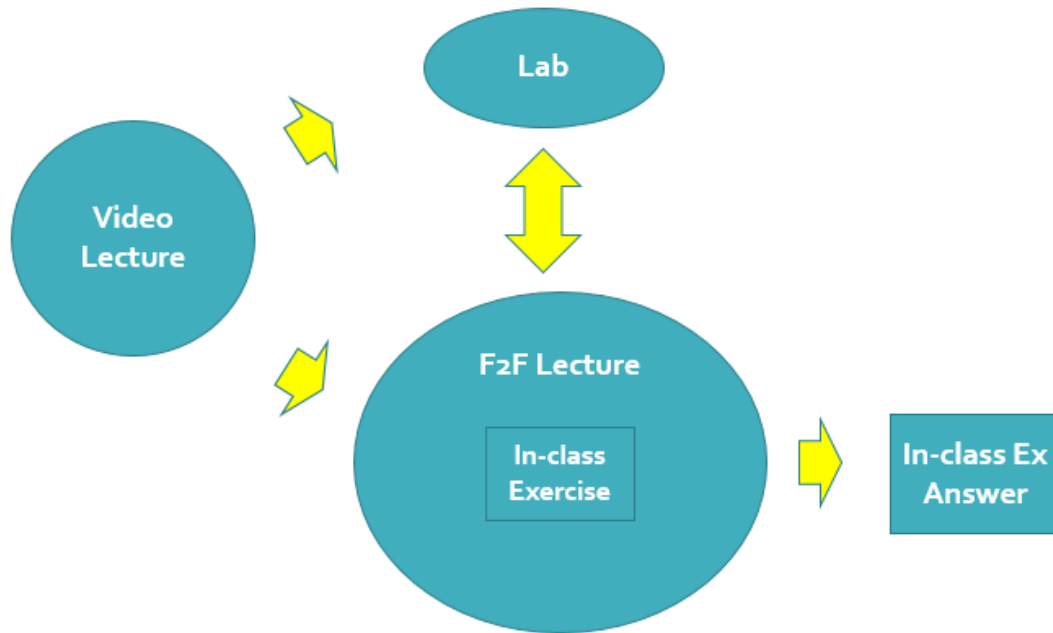 Lab
Video
Lecture
F2F Lecture
In-class
Exercise
In-class Ex
Answer